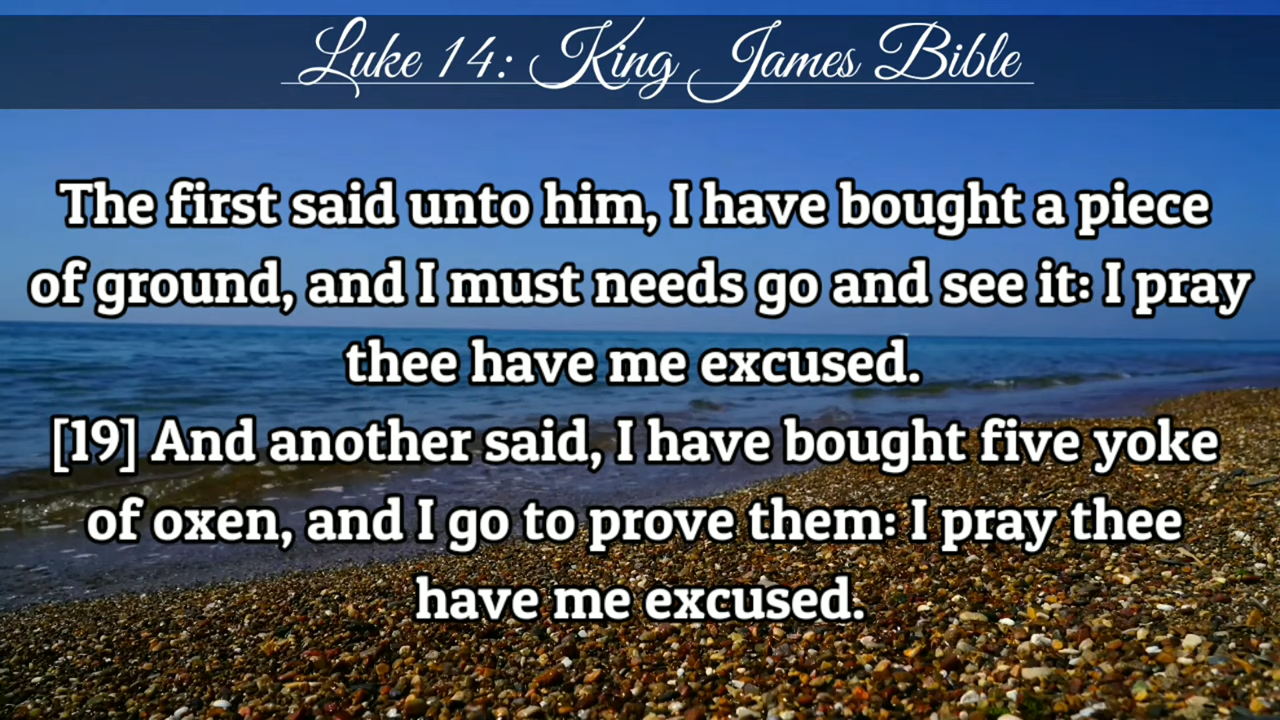 Luke 14: King James Bible
The first said unto him, I have bought a piece
of ground, and I must needs go and see it: I pray
thee have me excused.
[19] And another said, I have bought five yoke
of oxen, and I go to prove them: I pray thee
have me excused.